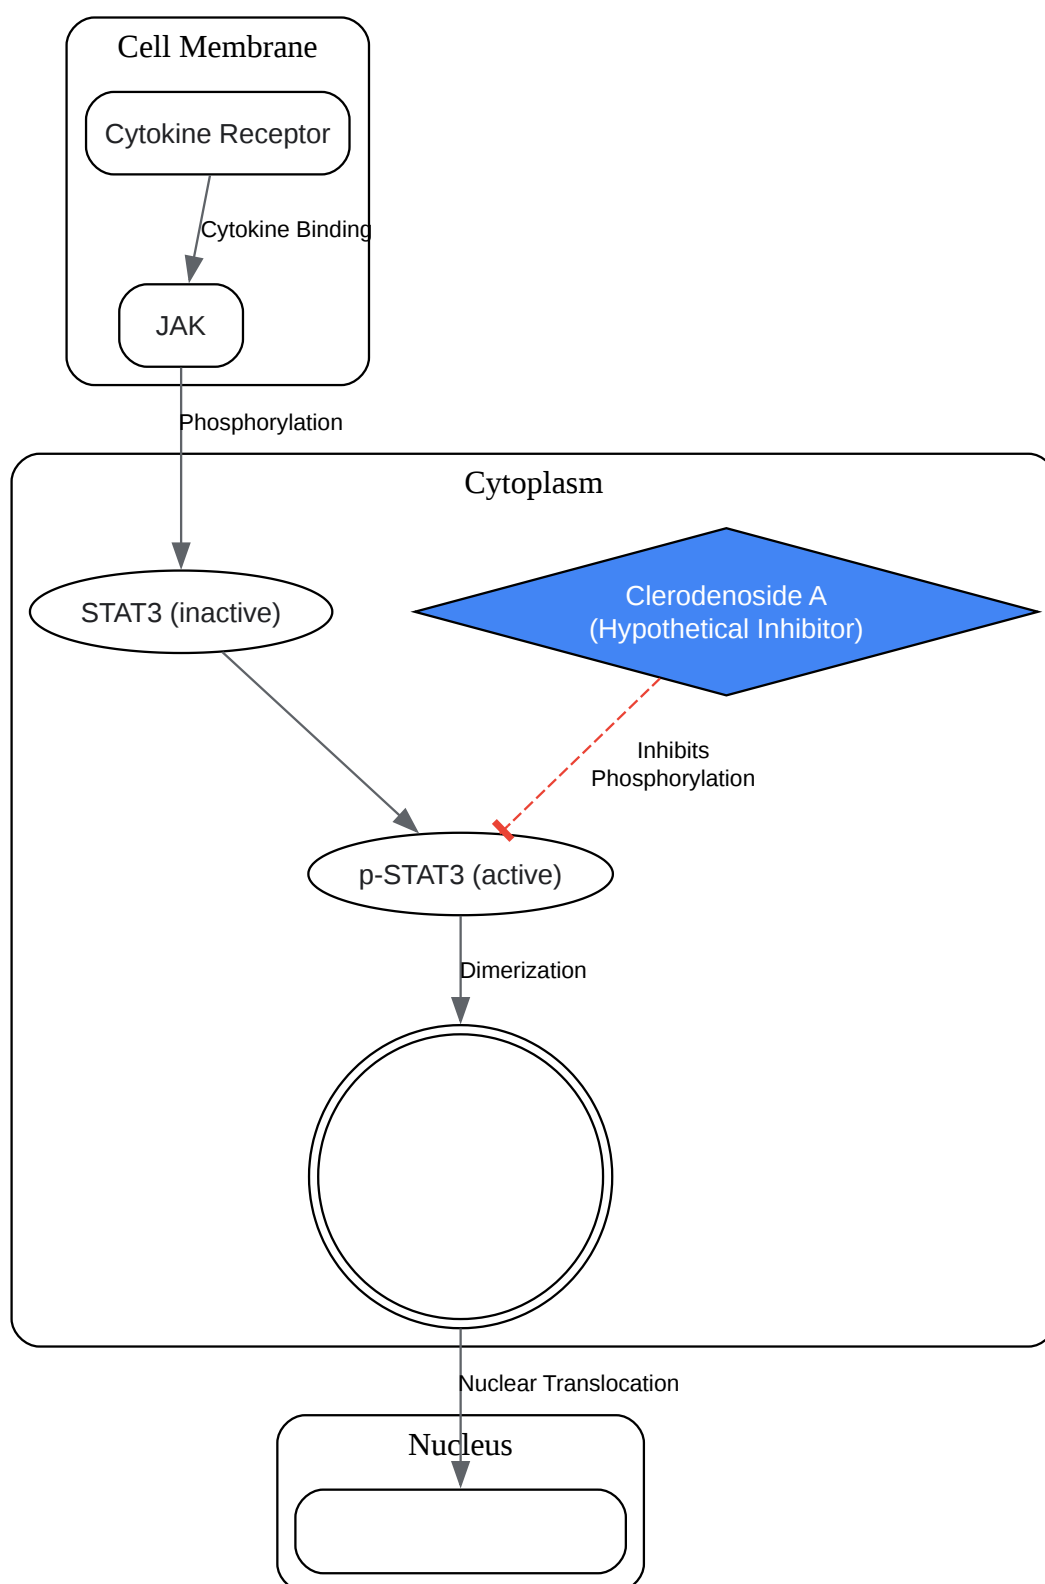 Cell Membrane
Cytokine Receptor
Cytokine Binding
JAK
Phosphorylation
Cytoplasm
STAT3 (inactive)
Clerodenoside A
(Hypothetical Inhibitor)
Inhibits
Phosphorylation
p-STAT3 (active)
Dimerization
Nuclear Translocation
Nucleus